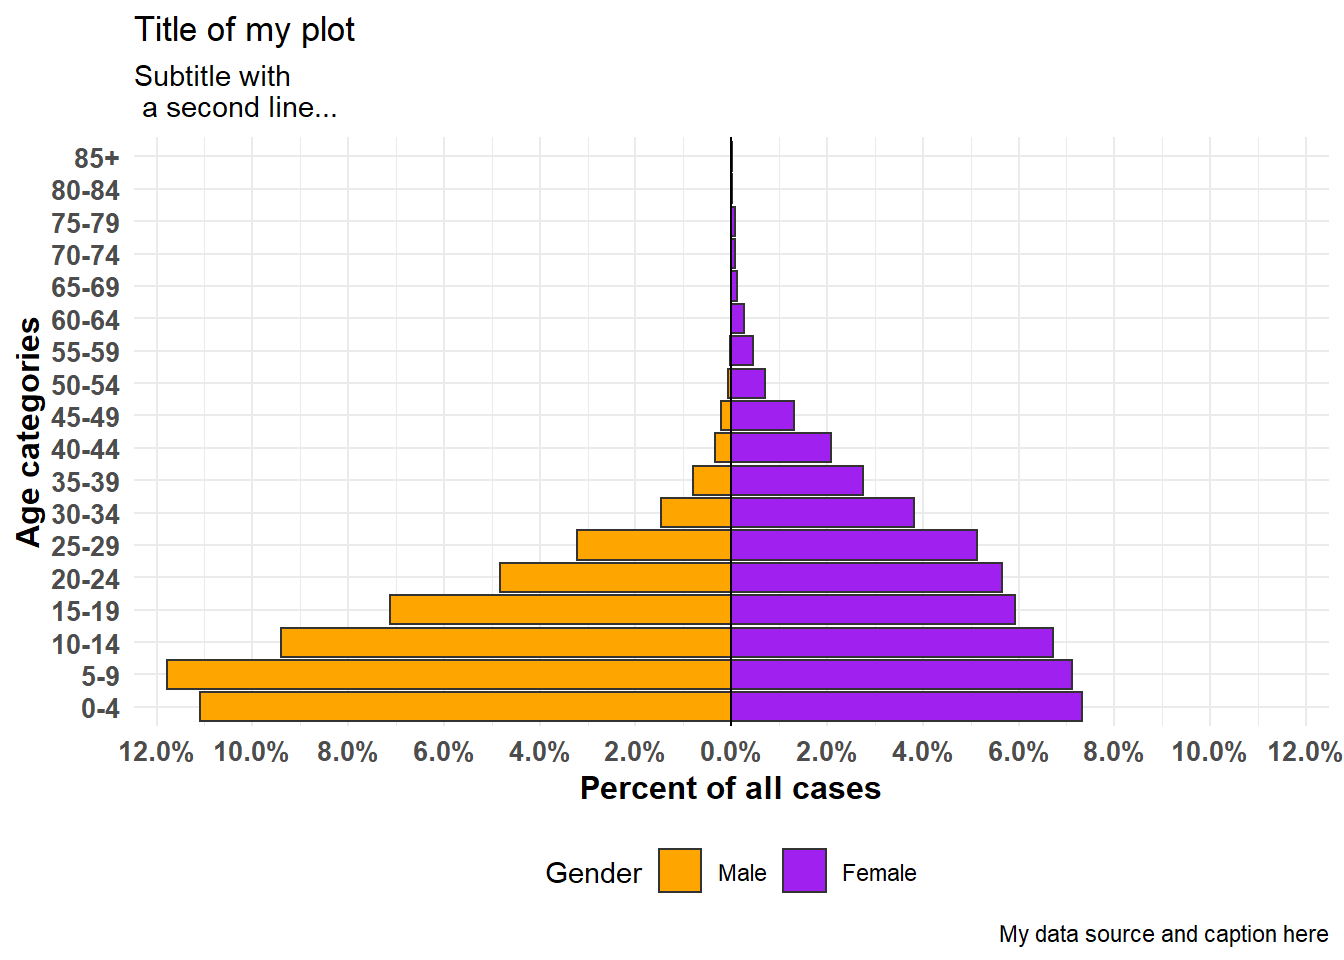 Title of my plot
Subtitle with
a second line...
85+
80-84
75-79
70-74
65-69
60-64
55-59
50-54
45-49
40-44
35-39
30-34
25-29
20-24
15-19
10-14
5-9
0-4
Age categories
12.0% 10.0% 8.0% 6.0% 4.0% 2.0% 0.0% 2.0% 4.0% 6.0% 8.0% 10.0% 12.0%
Percent of all cases
Gender Male Female
My data source and caption here